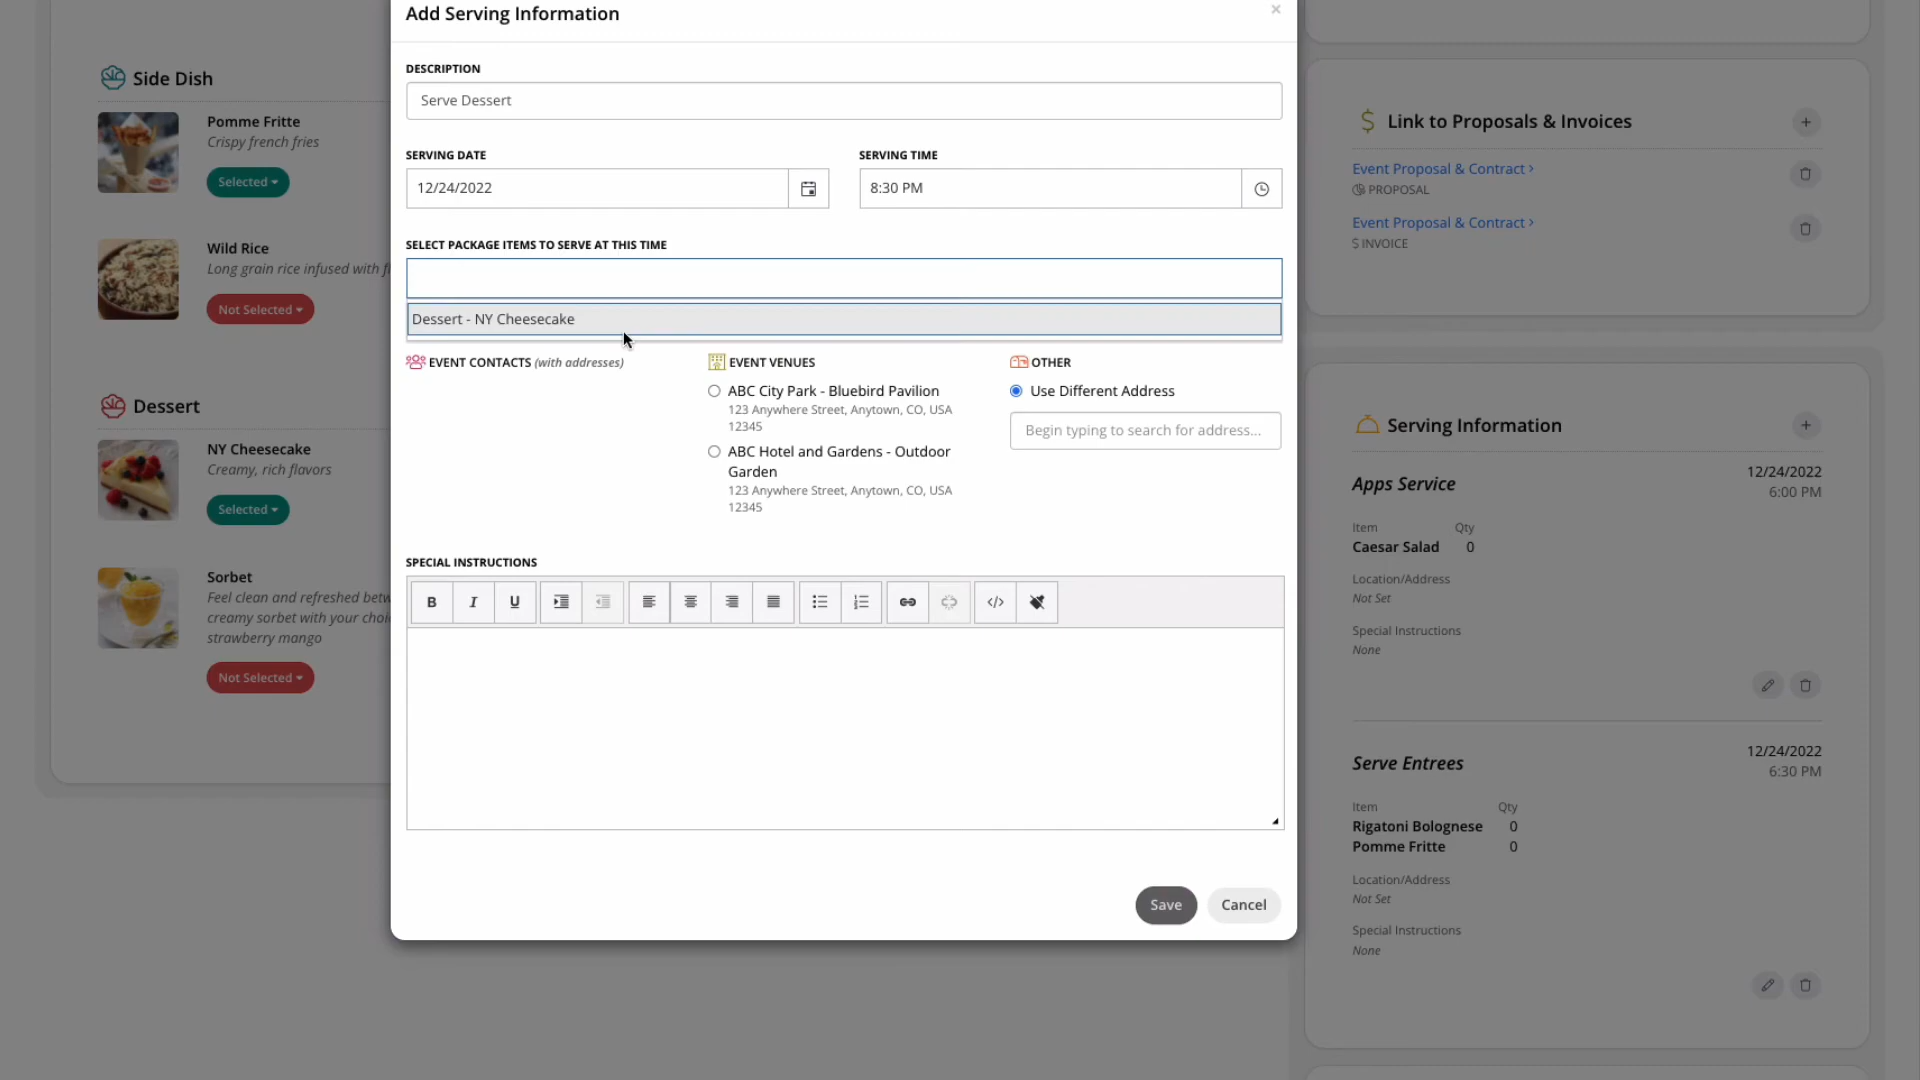 Side Dish
Pomme Fritte
Crispy french fries
Selected
Wild Rice
Long grain rice infused with
Not Selected
Dessert
NY Cheesecake
Creamy, rich flavors
Selected
Sorbet
Feel clean and refreshed
creamy sorbet with your
strawberry mango
Not Selected
Add Serving Information
×
DESCRIPTION
Serve Dessert
SERVING DATE
SERVING TIME
12/24/2022
8:30 PM
SELECT PACKAGE ITEMS TO SERVE AT THIS TIME
Dessert - NY Cheesecake
EVENT CONTACTS (with addresses)
EVENT VENUES
ABC City Park - Bluebird Pavilion
123 Anywhere Street, Anytown, CO, USA
12345
ABC Hotel and Gardens - Outdoor
Garden
123 Anywhere Street, Anytown, CO, USA
12345
OTHER
Use Different Address
Begin typing to search for address...
SPECIAL INSTRUCTIONS
B I U </>
Save
Cancel
$ Link to Proposals & Invoices +
Event Proposal & Contract >
PROPOSAL
Event Proposal & Contract >
$ INVOICE
Serving Information +
Apps Service
12/24/2022
6:00 PM
Item Qty
Caesar Salad 0
Location/Address
Not Set
Special Instructions
None
Serve Entrees
12/24/2022
6:30 PM
Item Qty
Rigatoni Bolognese 0
Pomme Fritte 0
Location/Address
Not Set
Special Instructions
None